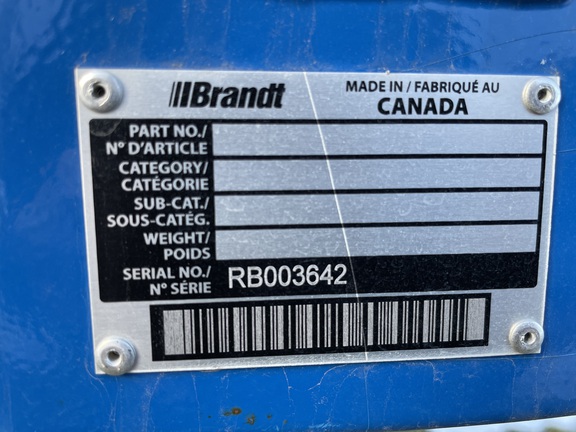 Brandt
MADE IN / FABRIQUÉ AU
CANADA
PART NO./
N° D'ARTICLE
CATEGORY/
CATÉGORIE
SUB-CAT./
SOUS-CATÉG.
WEIGHT/
POIDS
SERIAL NO./
N° SÉRIE
RB003642